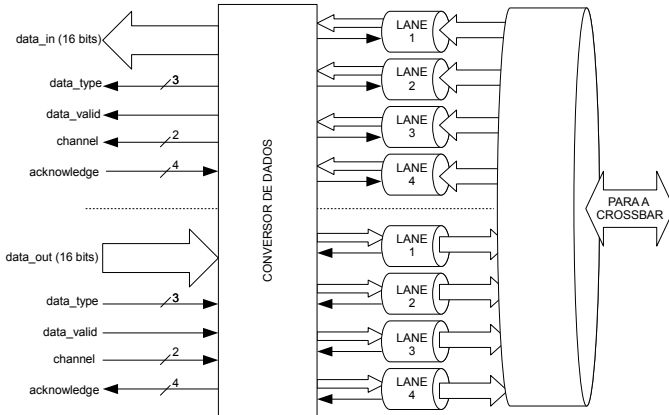 data_in (16 bits)
data_type
3
data_valid
channel
2
acknowledge
4
data_out (16 bits)
data_type
3
data_valid
channel
2
acknowledge
4
CONVERSOR DE DADOS
LANE
1
LANE
2
LANE
3
LANE
4
LANE
1
LANE
2
LANE
3
LANE
4
PARA A
CROSSBAR